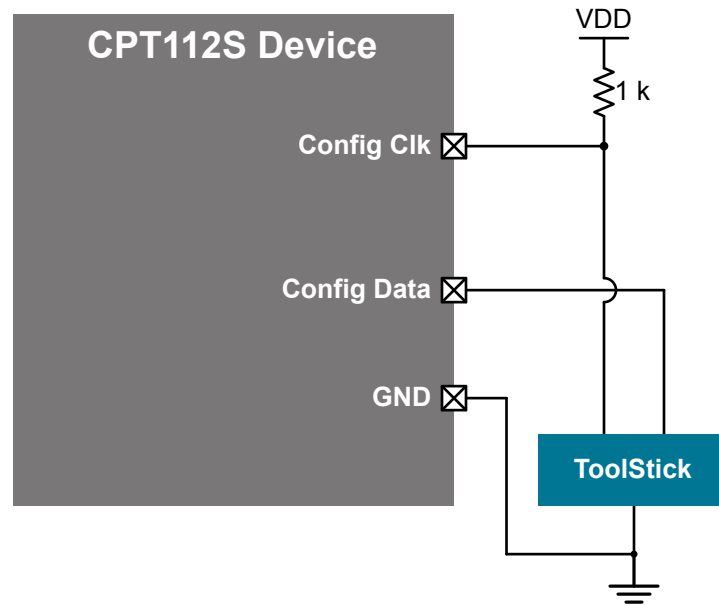 CPT112S Device
VDD
1 k
Config Clk
Config Data
GND
ToolStick